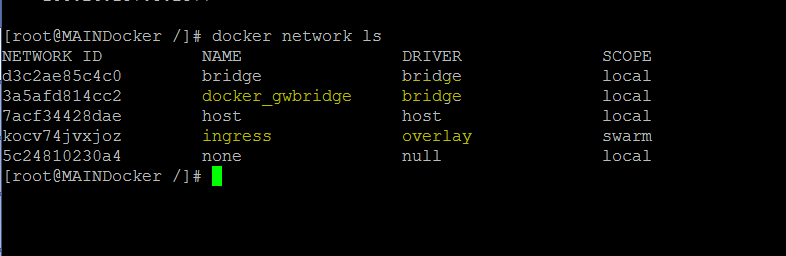 [root@MAINDocker /]# docker network ls
NETWORK ID          NAME                DRIVER              SCOPE
d3c2ae85c4c0        bridge              bridge              local
3a5afd814cc2        docker_gwbridge     bridge              local
7acf34428dae        host                host                local
kocv74jvxjoz        ingress             overlay             swarm
5c24810230a4        none                null                local
[root@MAINDocker /]#